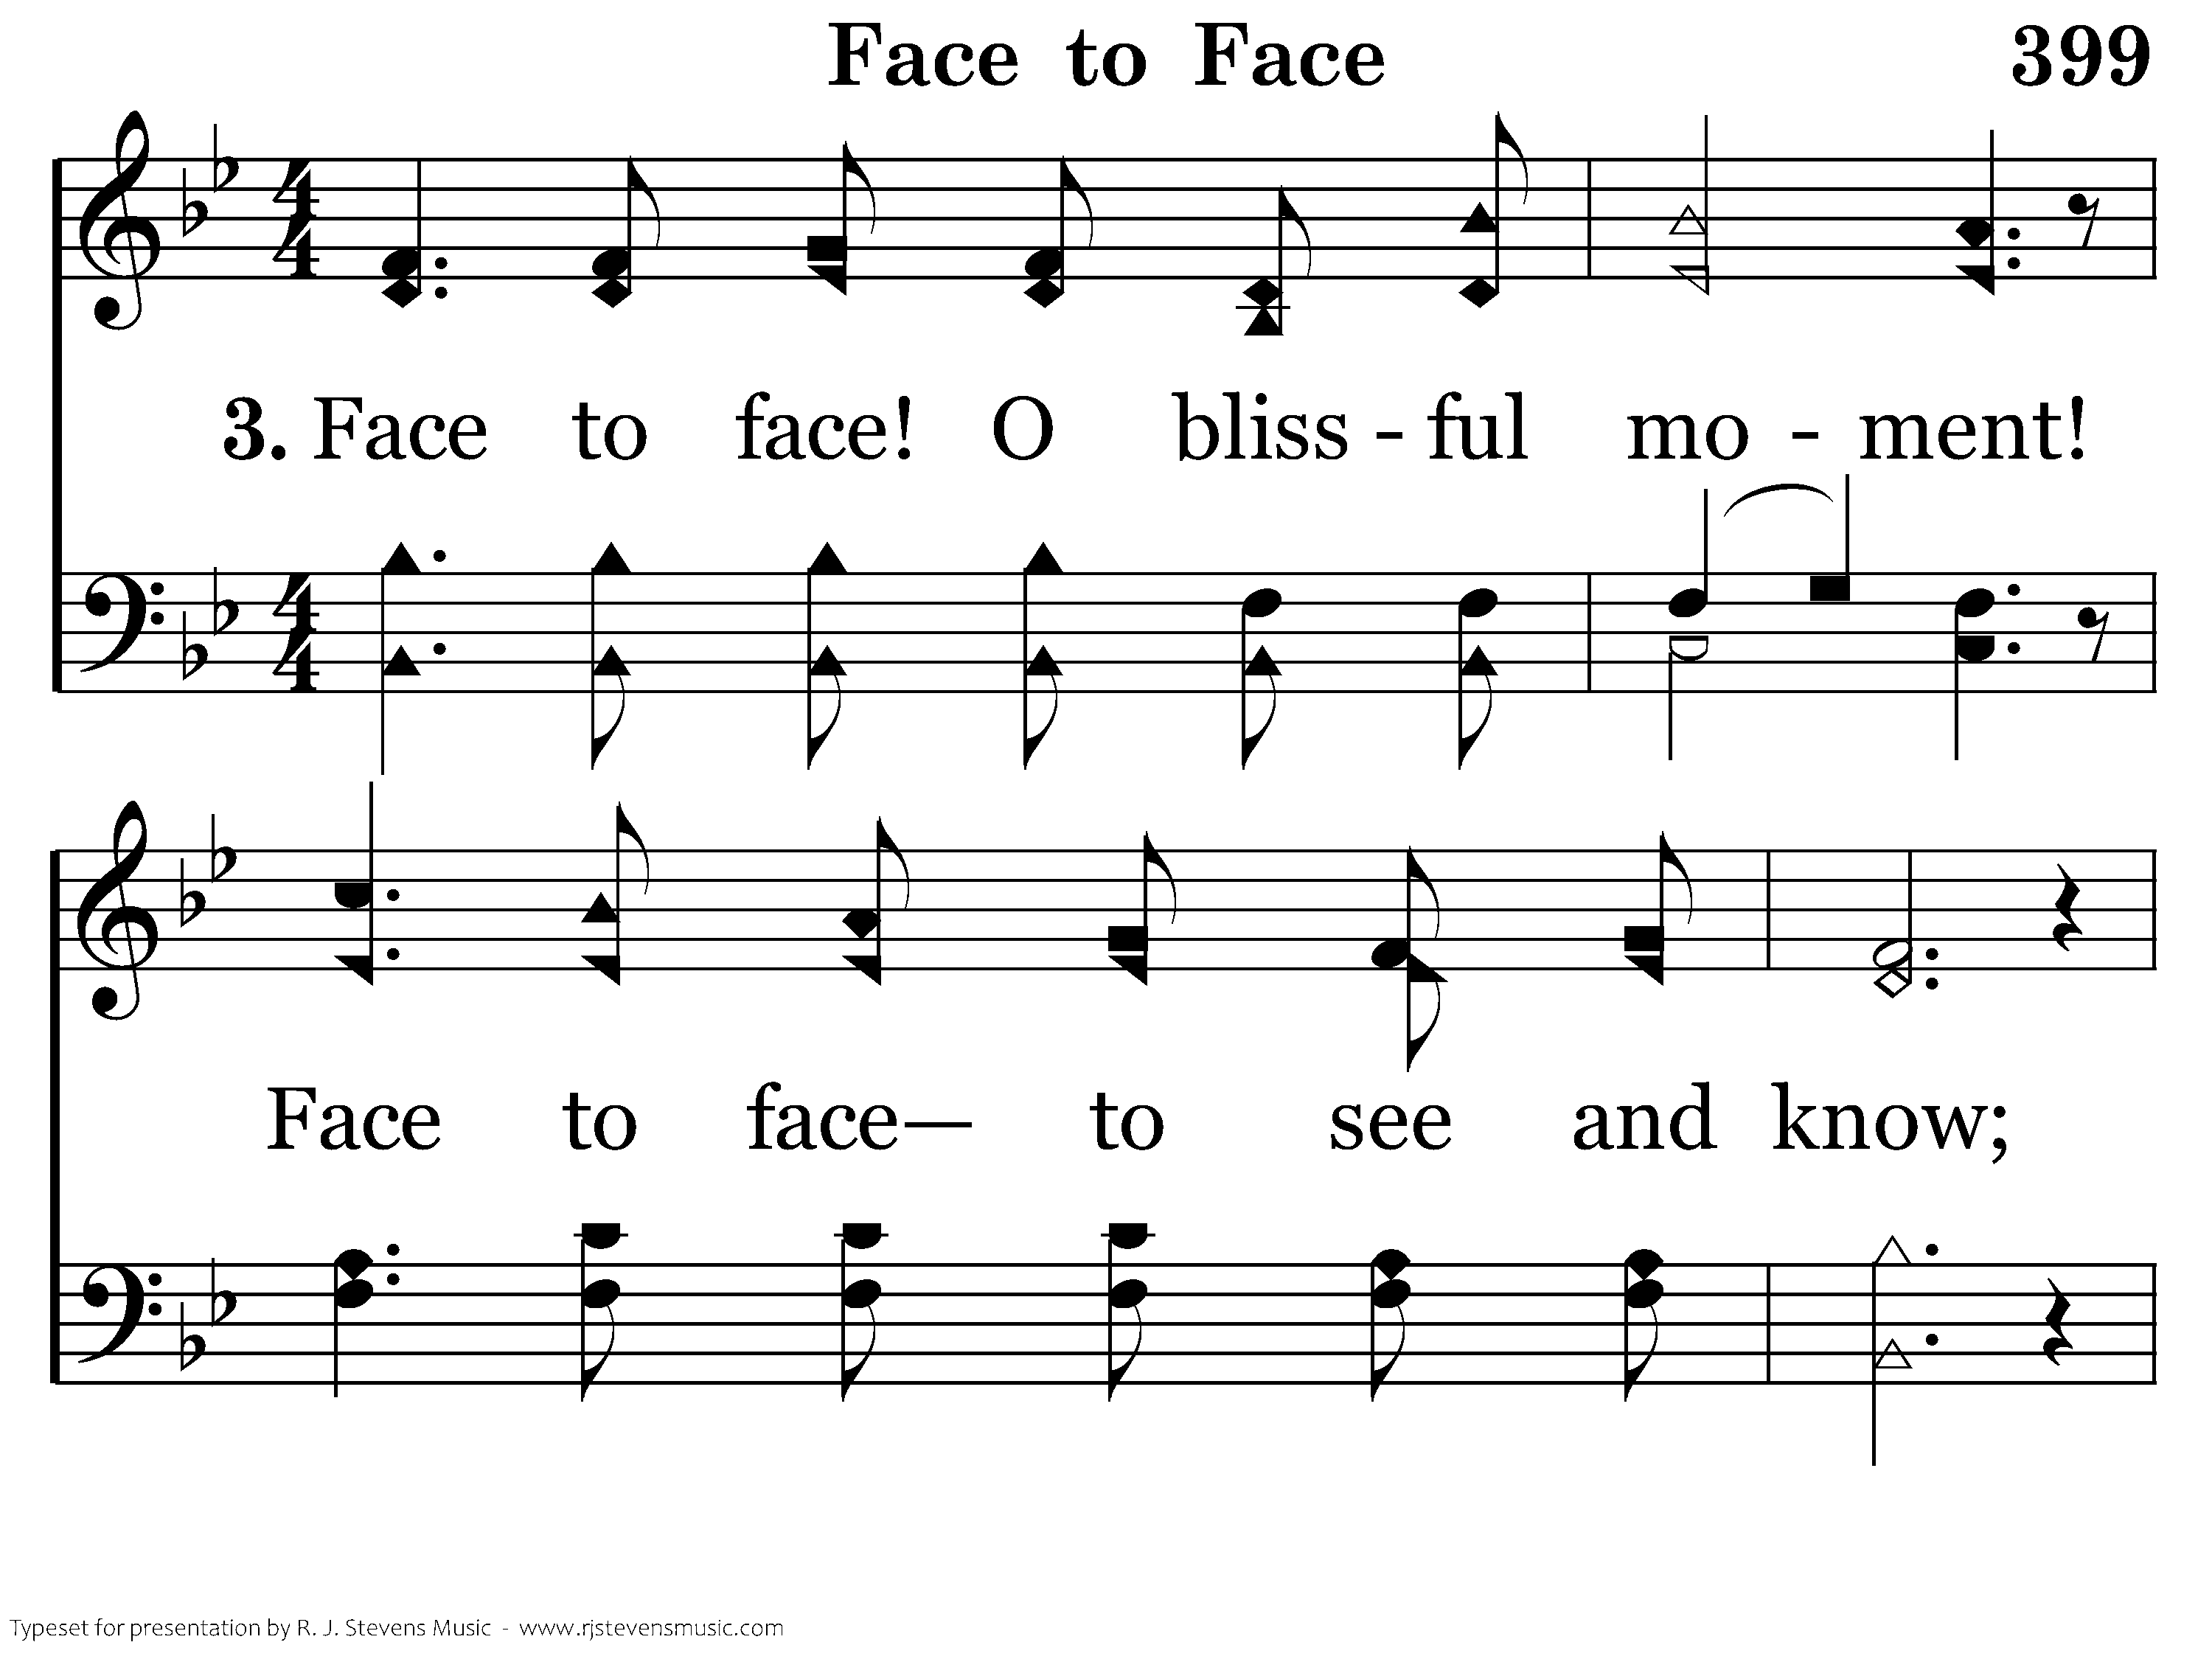 Face to Face 399
3. Face to face! O bliss - ful mo - ment!
Face to face— to see and know;
Typeset for presentation by R. J. Stevens Music - www.rjstevensmusic.com